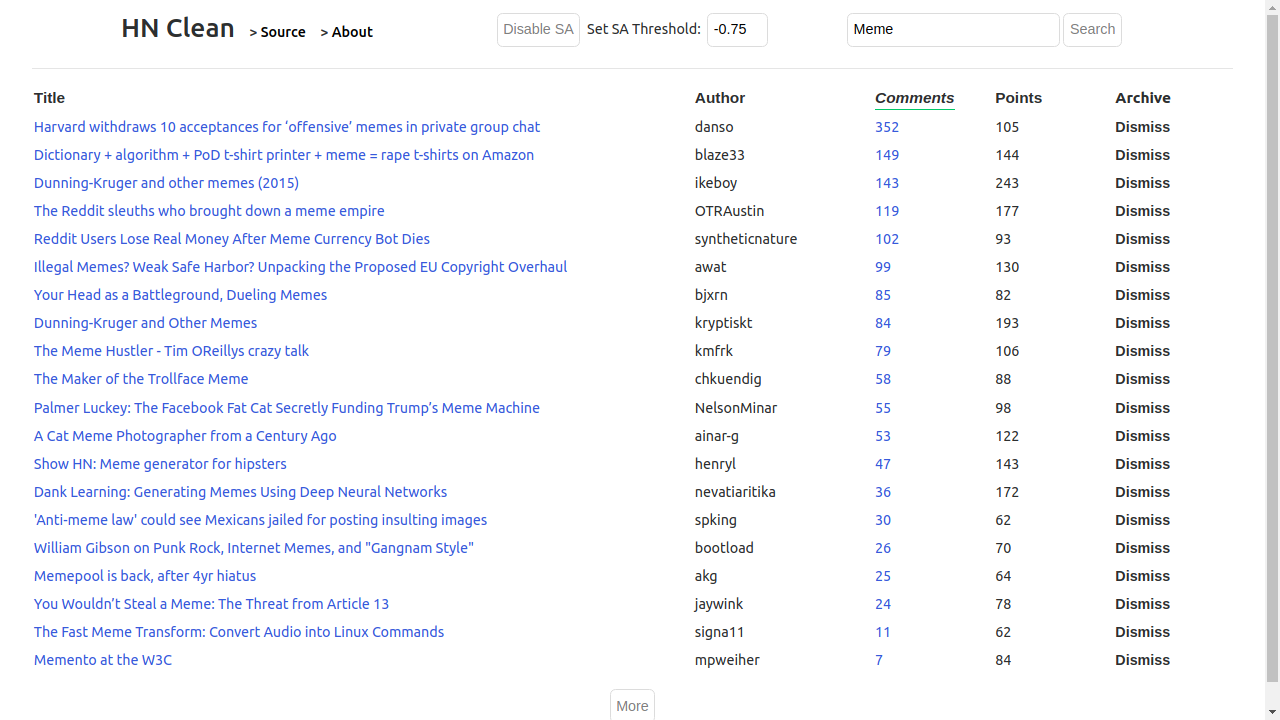 HN Clean > Source > About Disable SA Set SA Threshold: -0.75 Meme Search
Title Author Comments Points Archive
Harvard withdraws 10 acceptances for ‘offensive’ memes in private group chat danso 352 105 Dismiss
Dictionary + algorithm + PoD t-shirt printer + meme = rape t-shirts on Amazon blaze33 149 144 Dismiss
Dunning-Kruger and other memes (2015) ikeboy 143 243 Dismiss
The Reddit sleuths who brought down a meme empire OTRAustin 119 177 Dismiss
Reddit Users Lose Real Money After Meme Currency Bot Dies syntheticnature 102 93 Dismiss
Illegal Memes? Weak Safe Harbor? Unpacking the Proposed EU Copyright Overhaul awat 99 130 Dismiss
Your Head as a Battleground, Dueling Memes bjxrn 85 82 Dismiss
Dunning-Kruger and Other Memes kryptiskt 84 193 Dismiss
The Meme Hustler - Tim OReillys crazy talk kmfrk 79 106 Dismiss
The Maker of the Trollface Meme chkuendig 58 88 Dismiss
Palmer Luckey: The Facebook Fat Cat Secretly Funding Trump’s Meme Machine NelsonMinar 55 98 Dismiss
A Cat Meme Photographer from a Century Ago ainar-g 53 122 Dismiss
Show HN: Meme generator for hipsters henryl 47 143 Dismiss
Dank Learning: Generating Memes Using Deep Neural Networks nevatiaritika 36 172 Dismiss
'Anti-meme law' could see Mexicans jailed for posting insulting images spking 30 62 Dismiss
William Gibson on Punk Rock, Internet Memes, and "Gangnam Style" bootload 26 70 Dismiss
Memepool is back, after 4yr hiatus akg 25 64 Dismiss
You Wouldn’t Steal a Meme: The Threat from Article 13 jaywink 24 78 Dismiss
The Fast Meme Transform: Convert Audio into Linux Commands signa11 11 62 Dismiss
Memento at the W3C mpweiher 7 84 Dismiss
More